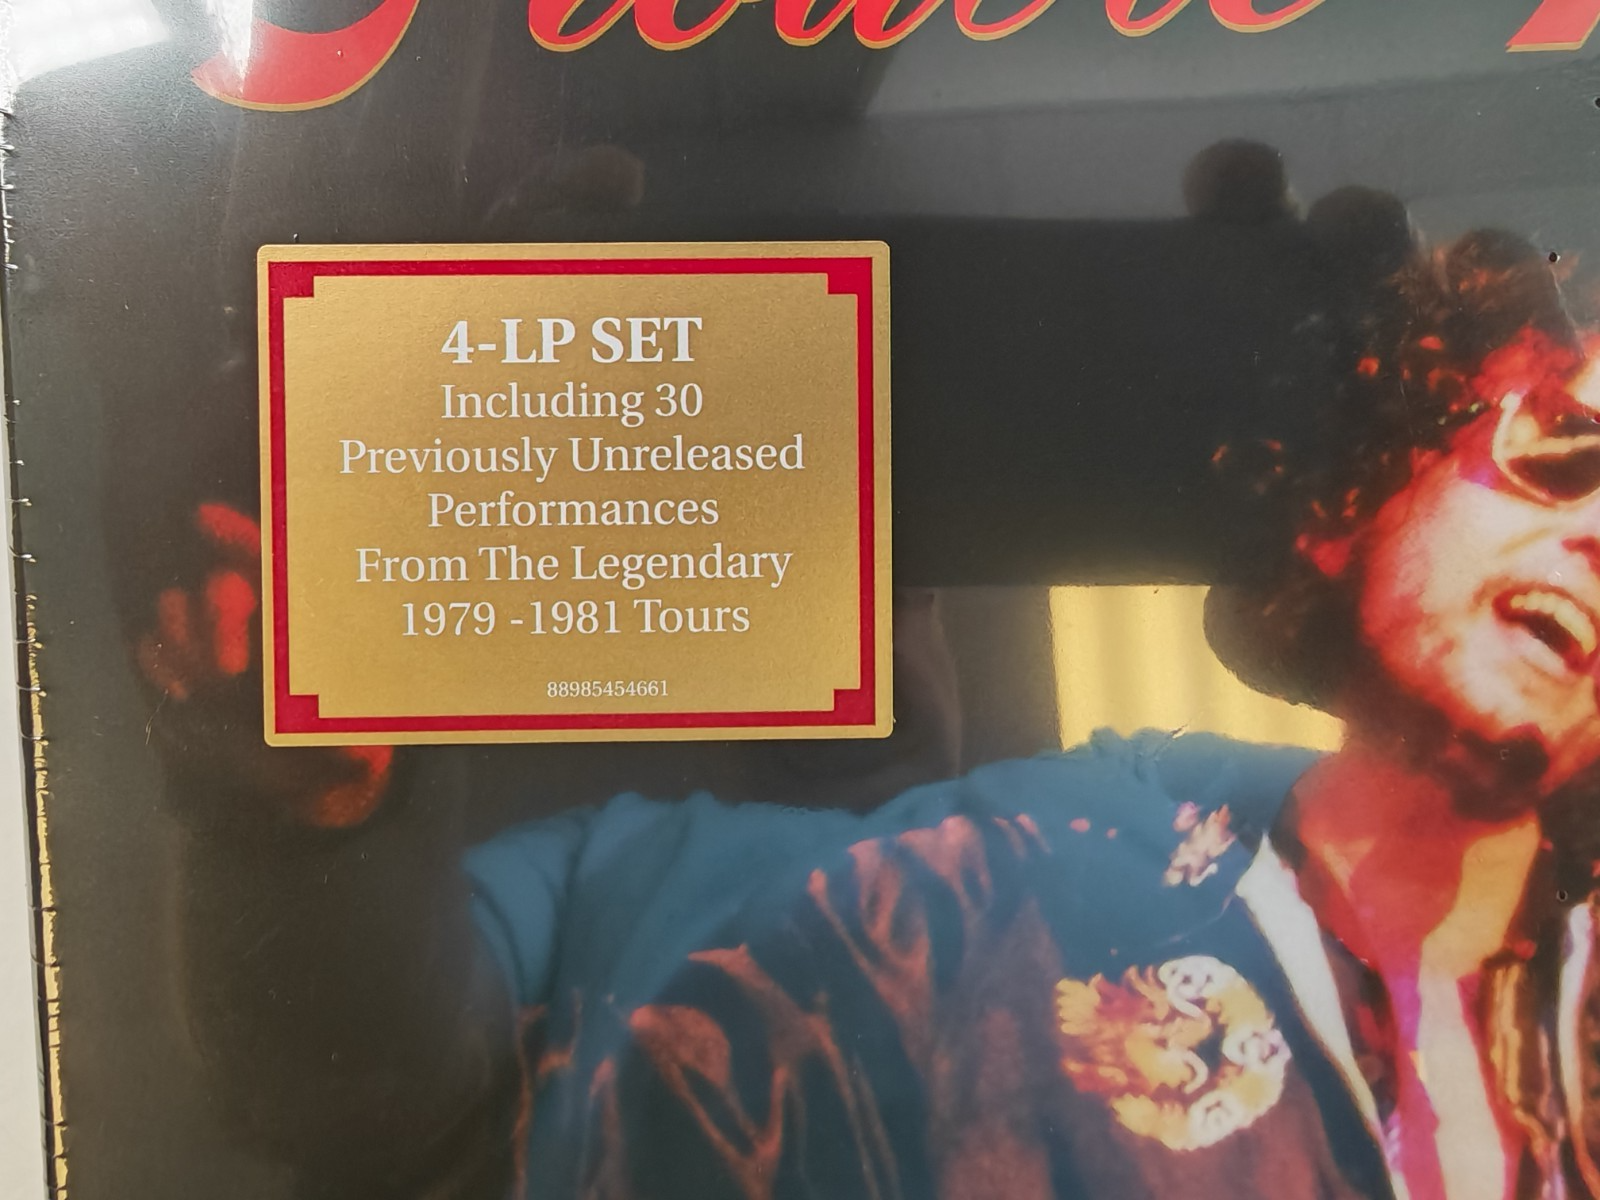 4-LP SET
Including 30
Previously Unreleased
Performances
From The Legendary
1979 -1981 Tours
88985454661